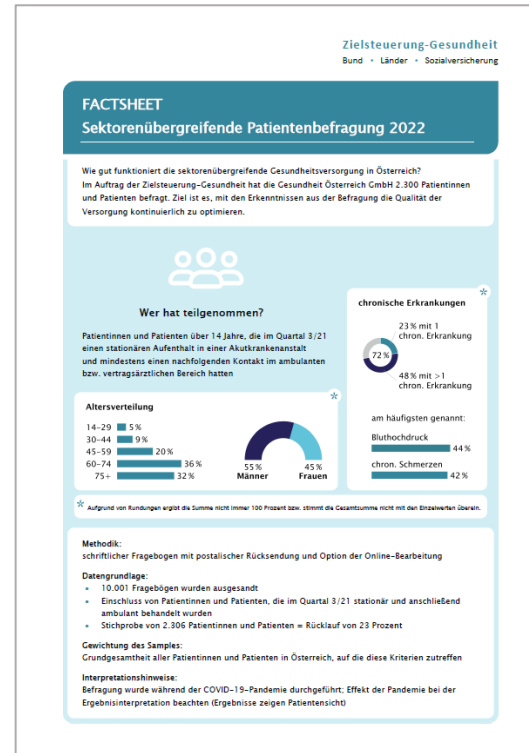 Zielsteuerung-Gesundheit
Bund • Länder • Sozialversicherung
FACTSHEET
Sektorenübergreifende Patientenbefragung 2022
Wie gut funktioniert die sektorenübergreifende Gesundheitsversorgung in Österreich?
Im Auftrag der Zielsteuerung-Gesundheit hat die Gesundheit Österreich GmbH 2.300 Patientinnen
und Patienten befragt. Ziel ist es, mit den Erkenntnissen aus der Befragung die Qualität der
Versorgung kontinuierlich zu optimieren.
Wer hat teilgenommen?
Patientinnen und Patienten über 14 Jahre, die im Quartal 3/21
einen stationären Aufenthalt in einer Akutkrankenanstalt
und mindestens einen nachfolgenden Kontakt im ambulanten
bzw. vertragsärztlichen Bereich hatten
*
chronische Erkrankungen
23 % mit 1
chron. Erkrankung
72 %
48 % mit >1
chron. Erkrankung
am häufigsten genannt:
Bluthochdruck
44 %
chron. Schmerzen
42 %
*
Altersverteilung
14-29 5 %
30-44 9 %
45-59 20 %
60-74 36 %
75+ 32 %
55 % 45 %
Männer Frauen
* Aufgrund von Rundungen ergibt die Summe nicht immer 100 Prozent bzw. stimmt die Gesamtsumme nicht mit den Einzelwerten überein.
Methodik:
schriftlicher Fragebogen mit postalischer Rücksendung und Option der Online-Bearbeitung
Datengrundlage:
• 10.001 Fragebögen wurden ausgesandt
• Einschluss von Patientinnen und Patienten, die im Quartal 3/21 stationär und anschließend
ambulant behandelt wurden
• Stichprobe von 2.306 Patientinnen und Patienten = Rücklauf von 23 Prozent
Gewichtung des Samples:
Grundgesamtheit aller Patientinnen und Patienten in Österreich, auf die diese Kriterien zutreffen
Interpretationshinweise:
Befragung wurde während der COVID-19-Pandemie durchgeführt; Effekt der Pandemie bei der
Ergebnisinterpretation beachten (Ergebnisse zeigen Patientensicht)